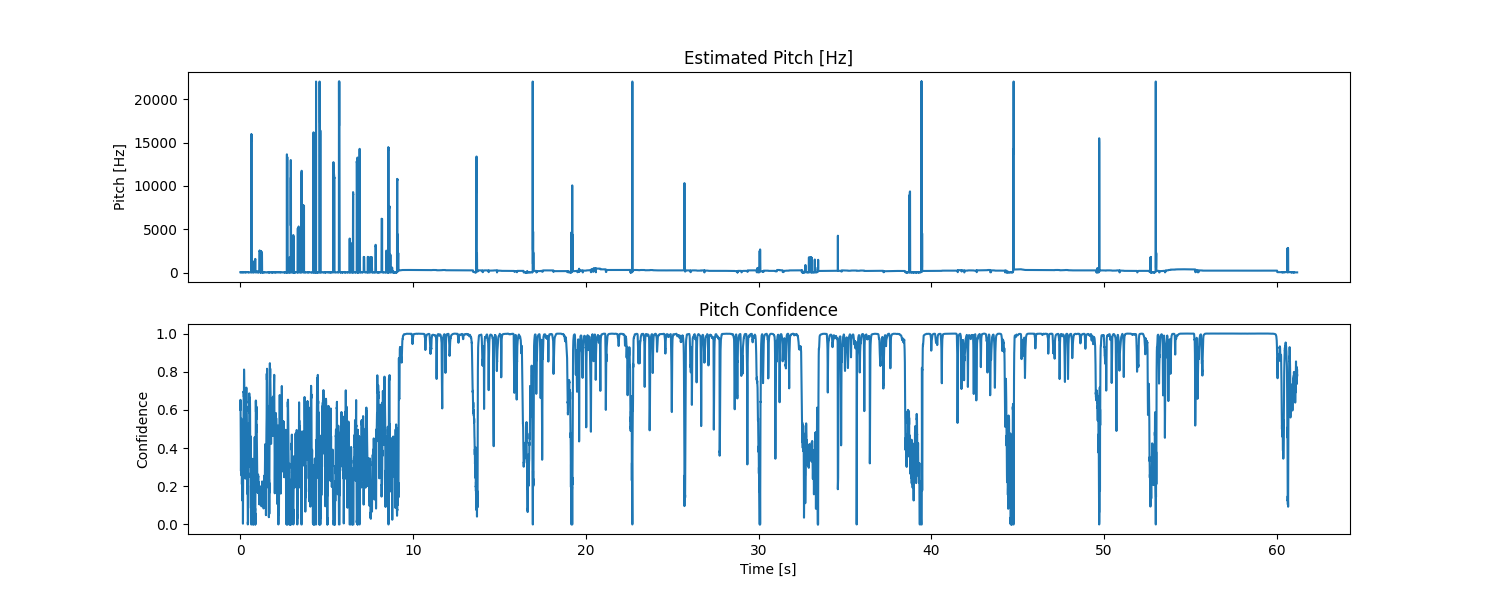 Estimated Pitch [Hz]
20000
15000
10000
5000
0
Pitch [Hz]
Pitch Confidence
1.0
0.8
0.6
0.4
0.2
0.0
Confidence
0 10 20 30 40 50 60
Time [s]